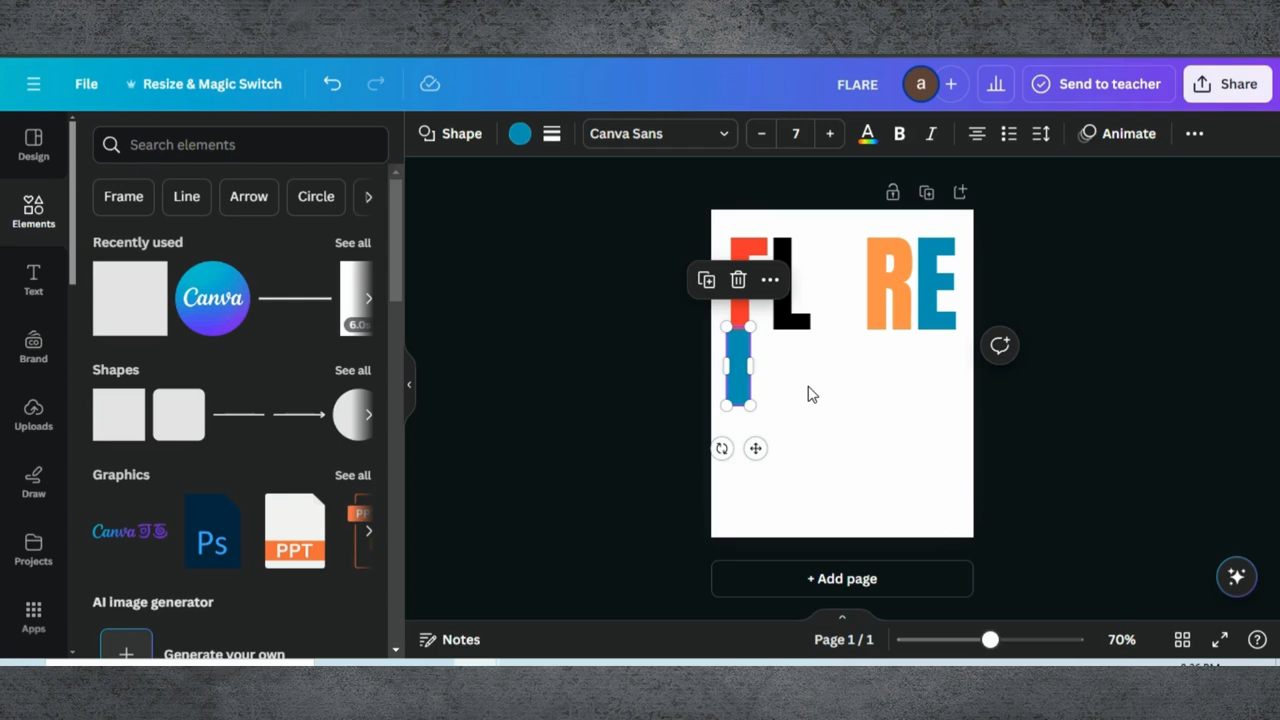 File
Resize & Magic Switch
FLARE
a
+
Send to teacher
Share
Design
Elements
Text
Brand
Uploads
Draw
Projects
Apps
Search elements
Frame
Line
Arrow
Circle
Recently used
See all
Canva
6.0s
Shapes
See all
Graphics
See all
Canva
Ps
PPT
PP
AI image generator
Generate your own
Shape
Canva Sans
– 7 +
A
B
I
Animate
FL RE
+ Add page
Notes
Page 1 / 1
70%